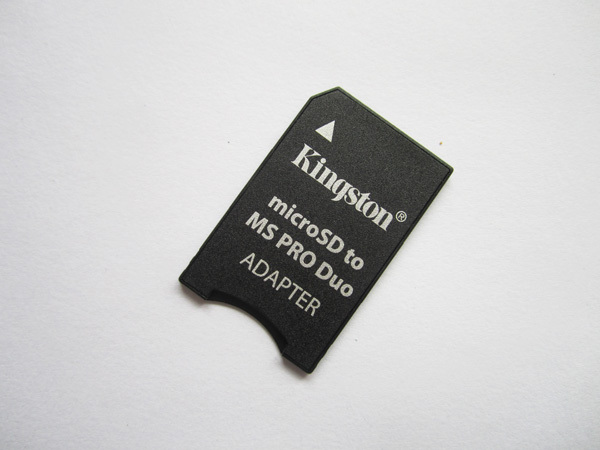 Kingston®
microSD to
MS PRO Duo
ADAPTER